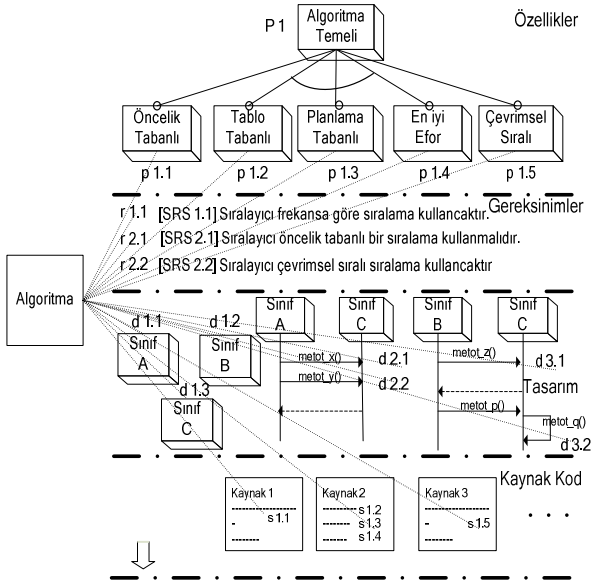 P 1
Algoritma
Temeli
Özellikler
Öncelik
Tabanlı
Tablo
Tabanlı
Planlama
Tabanlı
En iyi
Efor
Çevrimsel
Sıralı
p 1.1
p 1.2
p 1.3
p 1.4
p 1.5
Gereksinimler
r 1.1 [SRS 1.1] Sıralayıcı frekansa göre sıralama kullancaktır.
r 2.1 [SRS 2.1] Sıralayıcı öncelik tabanlı bir sıralama kullanmalıdır.
r 2.2 [SRS 2.2] Sıralayıcı çevrimsel sıralı sıralama kullancaktır
Algoritma
d 1.1
d 1.2
Sınıf
A
Sınıf
B
d 1.3
Sınıf
C
Sınıf
A
Sınıf
C
Sınıf
B
Sınıf
C
metot_x()
d 2.1
metot_y()
d 2.2
metot_z()
d 3.1
Tasarım
metot_p()
metot_q()
d 3.2
Kaynak Kod
Kaynak 1
s1.1
Kaynak 2
s1.2
s1.3
s1.4
Kaynak 3
s1.5
. . .